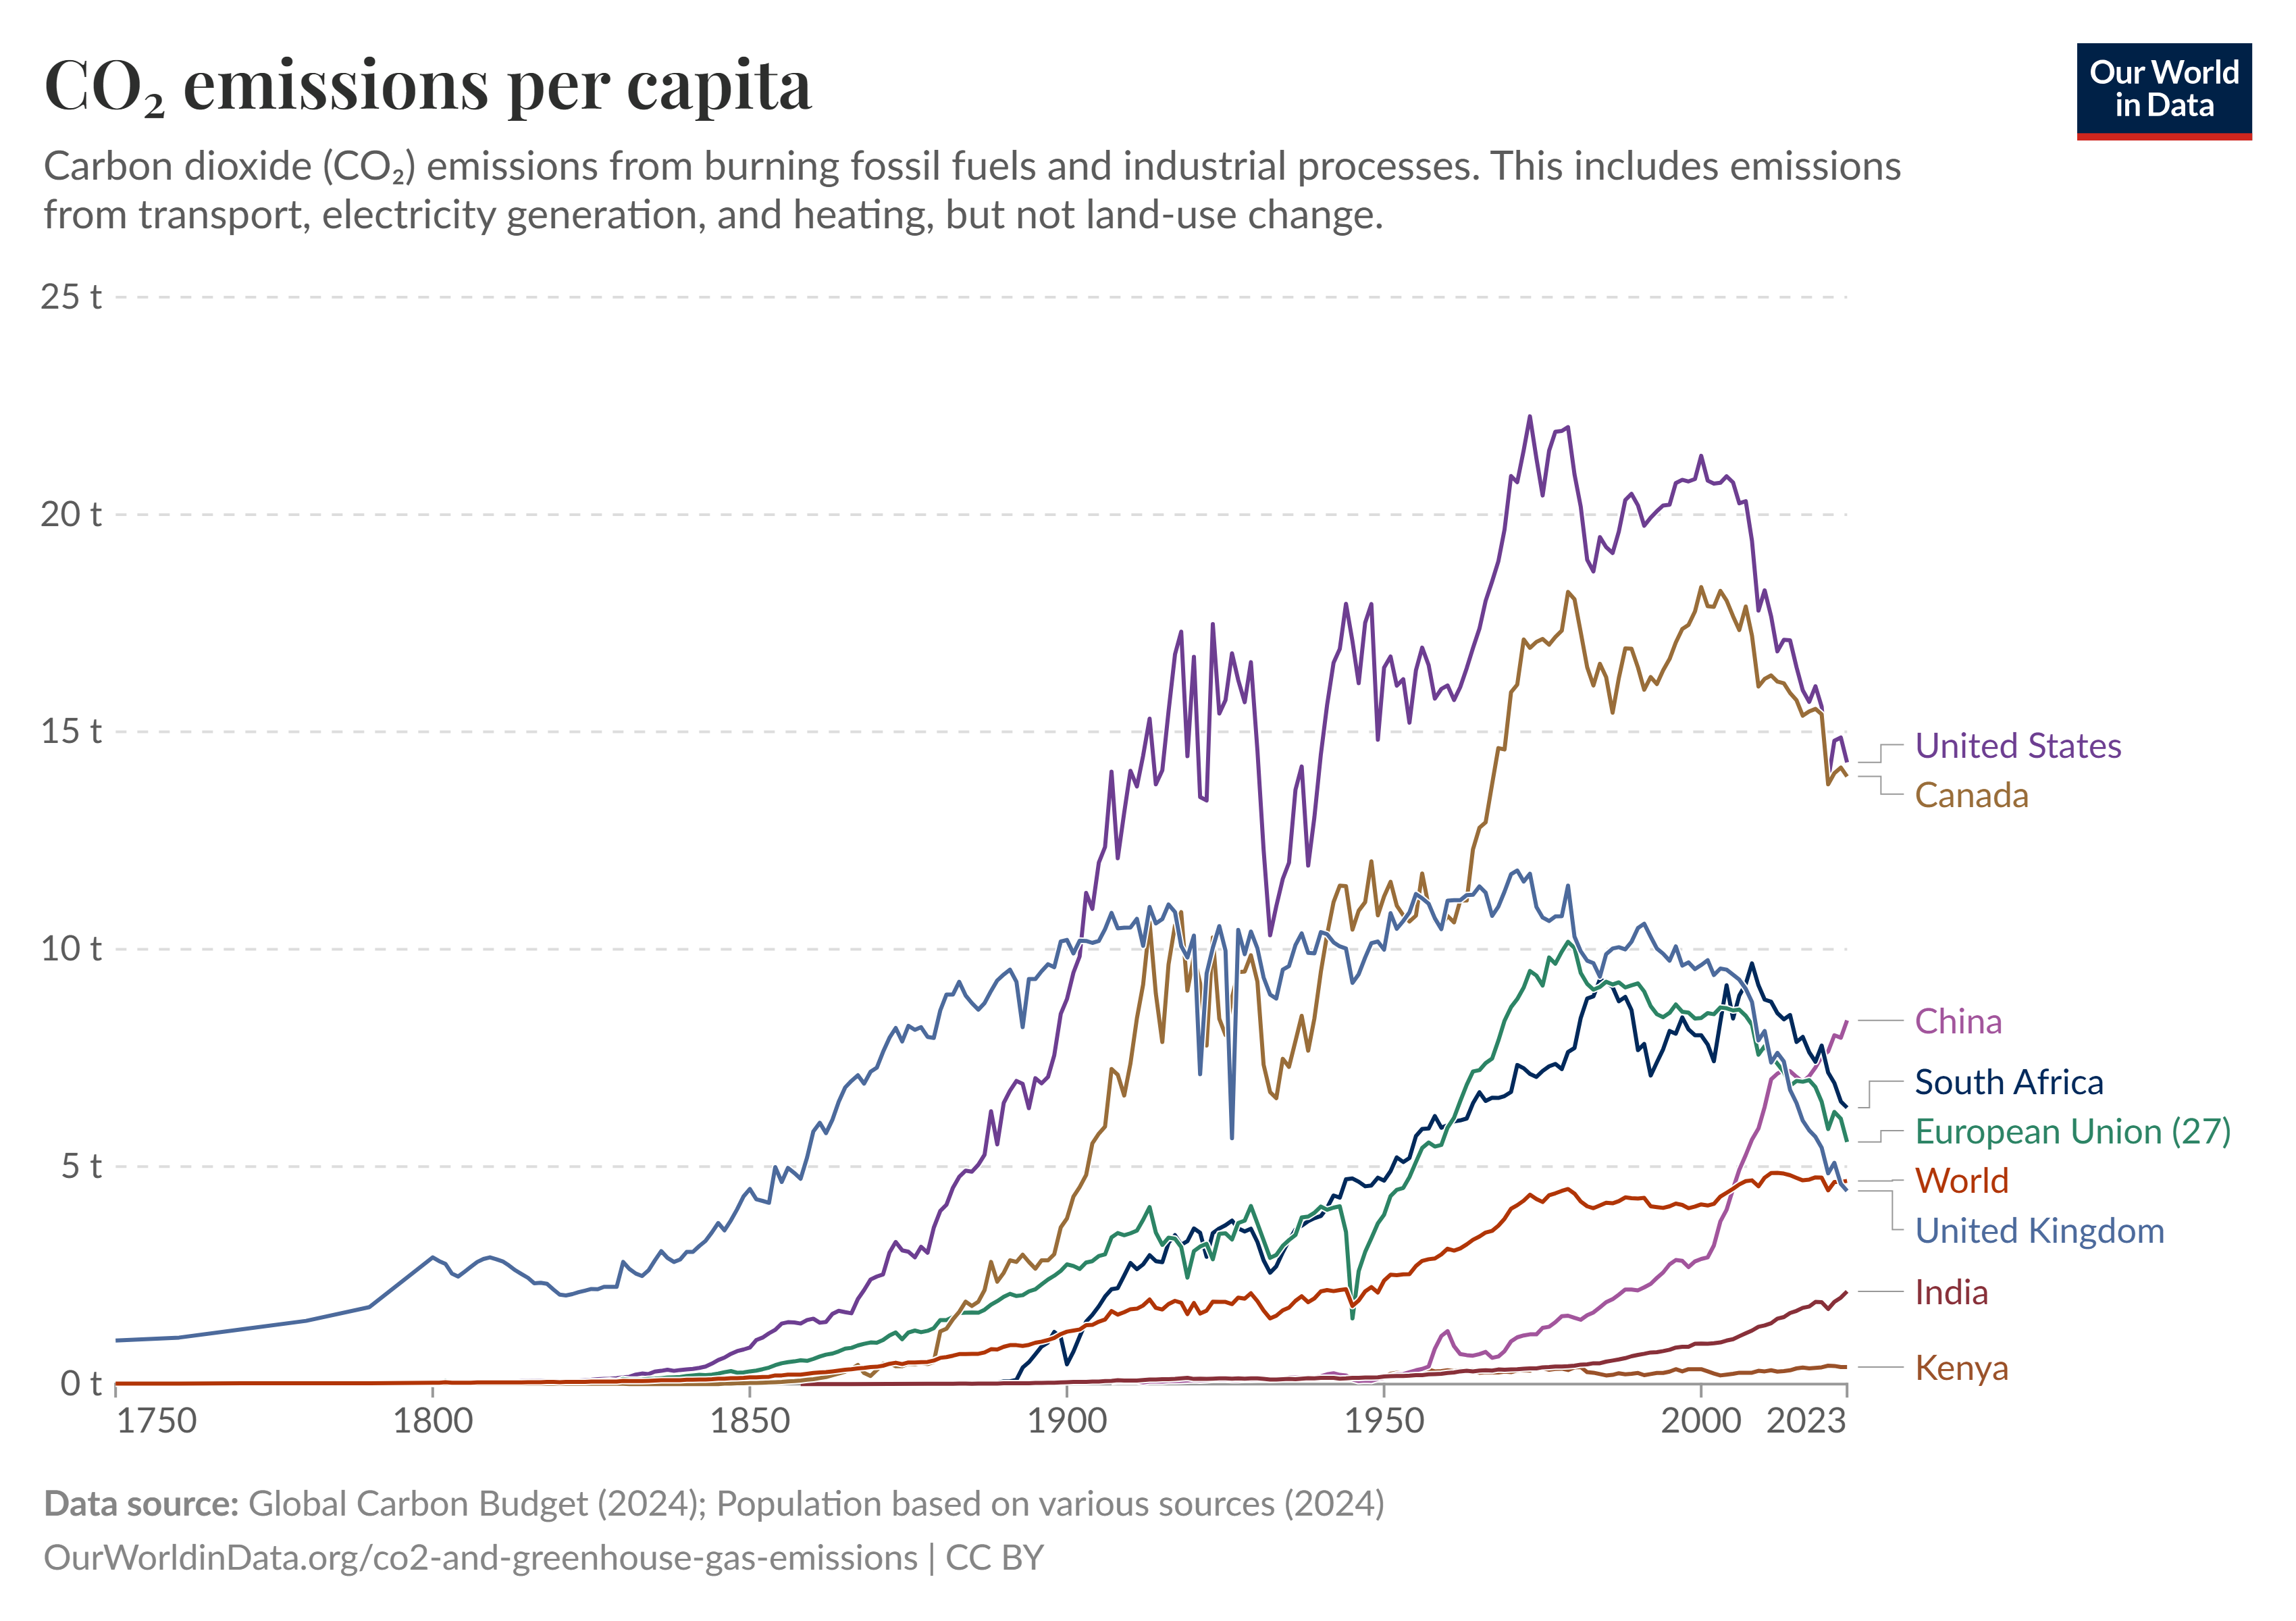 CO₂ emissions per capita
Our World
in Data
Carbon dioxide (CO₂) emissions from burning fossil fuels and industrial processes. This includes emissions
from transport, electricity generation, and heating, but not land-use change.
25 t
20 t
15 t
10 t
5 t
0 t
United States
Canada
China
South Africa
European Union (27)
World
United Kingdom
India
Kenya
1750 1800 1850 1900 1950 2000 2023
Data source: Global Carbon Budget (2024); Population based on various sources (2024)
OurWorldinData.org/co2-and-greenhouse-gas-emissions | CC BY